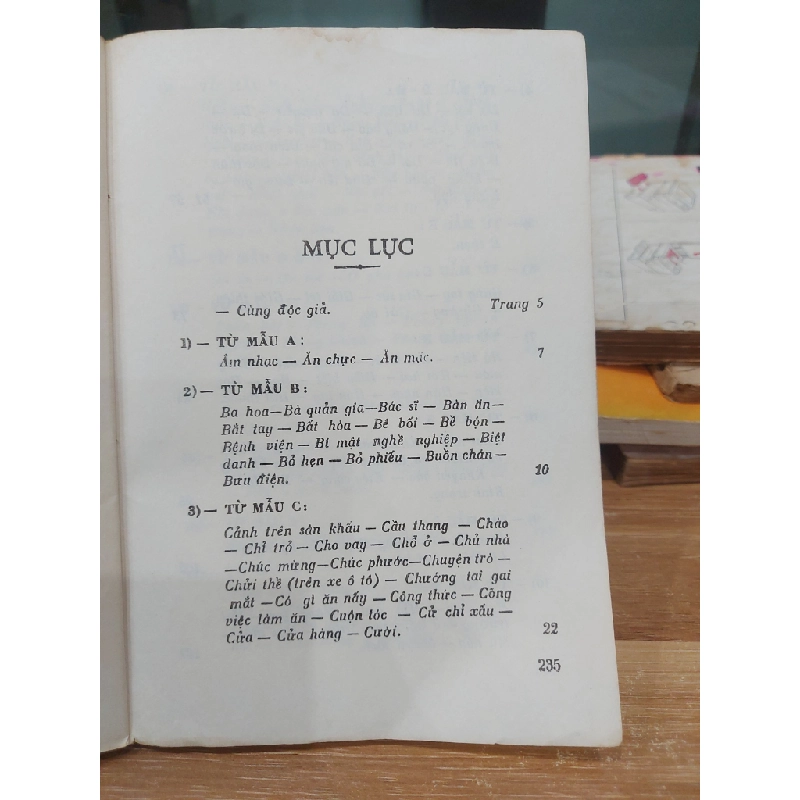 MỤC LỤC
— Cùng độc giả. Trang 5
1) — TỪ MẪU A :
Âm nhạc — Ăn chực — Ăn mặc. 7
2) — TỪ MẪU B :
Ba hoa—Bà quản gia—Bác sĩ — Bàn ăn—
Bắt tay — Bất hòa — Bê bối — Bề bộn—
Bệnh viện — Bí mật nghề nghiệp — Biệt
danh — Bỏ hẹn — Bỏ phiếu — Buồn chán—
Bưu điện. 10
3) — TỪ MẪU C :
Cảnh trên sân khấu — Cần thang — Chào
— Chỉ trỏ — Cho vay — Chỗ ở — Chủ nhà
—Chúc mừng—Chúc phước—Chuyện trò —
Chửi thề (trên xe ô tô) — Chướng tai gai
mắt —Có gì ăn nấy — Công thức — Công
việc làm ăn — Cuộn lóc — Cử chỉ xấu —
Cửa — Cửa hàng — Cười. 22
235